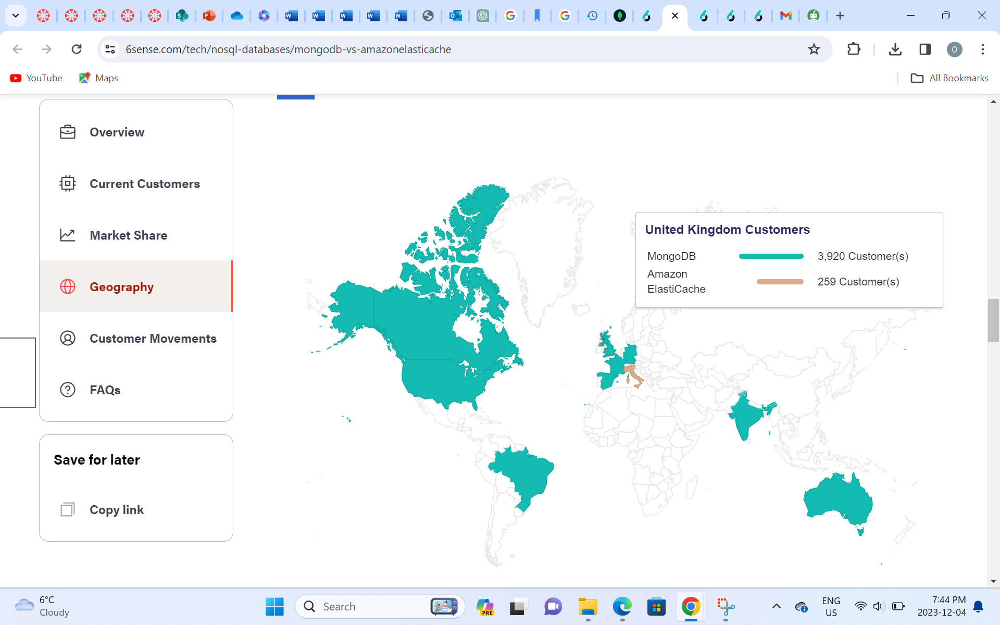 6sense.com/tech/nosql-databases/mongodb-vs-amazonelasticache
O
YouTube
Maps
All Bookmarks
Overview
Current Customers
Market Share
Geography
Customer Movements
FAQs
Save for later
Copy link
United Kingdom Customers
MongoDB 3,920 Customer(s)
Amazon
ElastiCache 259 Customer(s)
6°C
Cloudy
Search
PRE
ENG
US
7:44 PM
2023-12-04